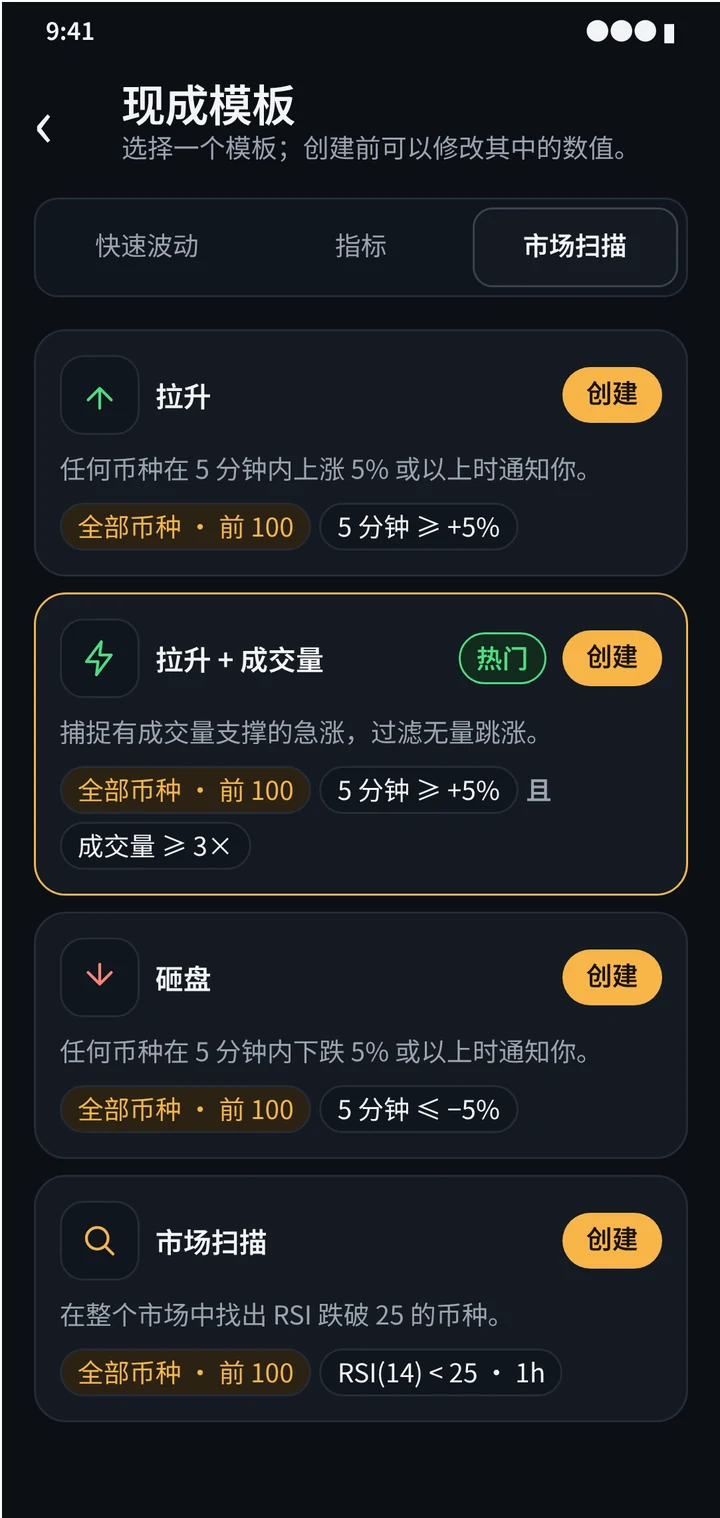 9:41
现成模板
选择一个模板；创建前可以修改其中的数值。
快速波动 指标 市场扫描
拉升 创建
任何币种在 5 分钟内上涨 5% 或以上时通知你。
全部币种 · 前 100 5 分钟 ≥ +5%
拉升 + 成交量 热门 创建
捕捉有成交量支撑的急涨，过滤无量跳涨。
全部币种 · 前 100 5 分钟 ≥ +5% 且
成交量 ≥ 3×
砸盘 创建
任何币种在 5 分钟内下跌 5% 或以上时通知你。
全部币种 · 前 100 5 分钟 ≤ −5%
市场扫描 创建
在整个市场中找出 RSI 跌破 25 的币种。
全部币种 · 前 100 RSI(14) < 25 · 1h